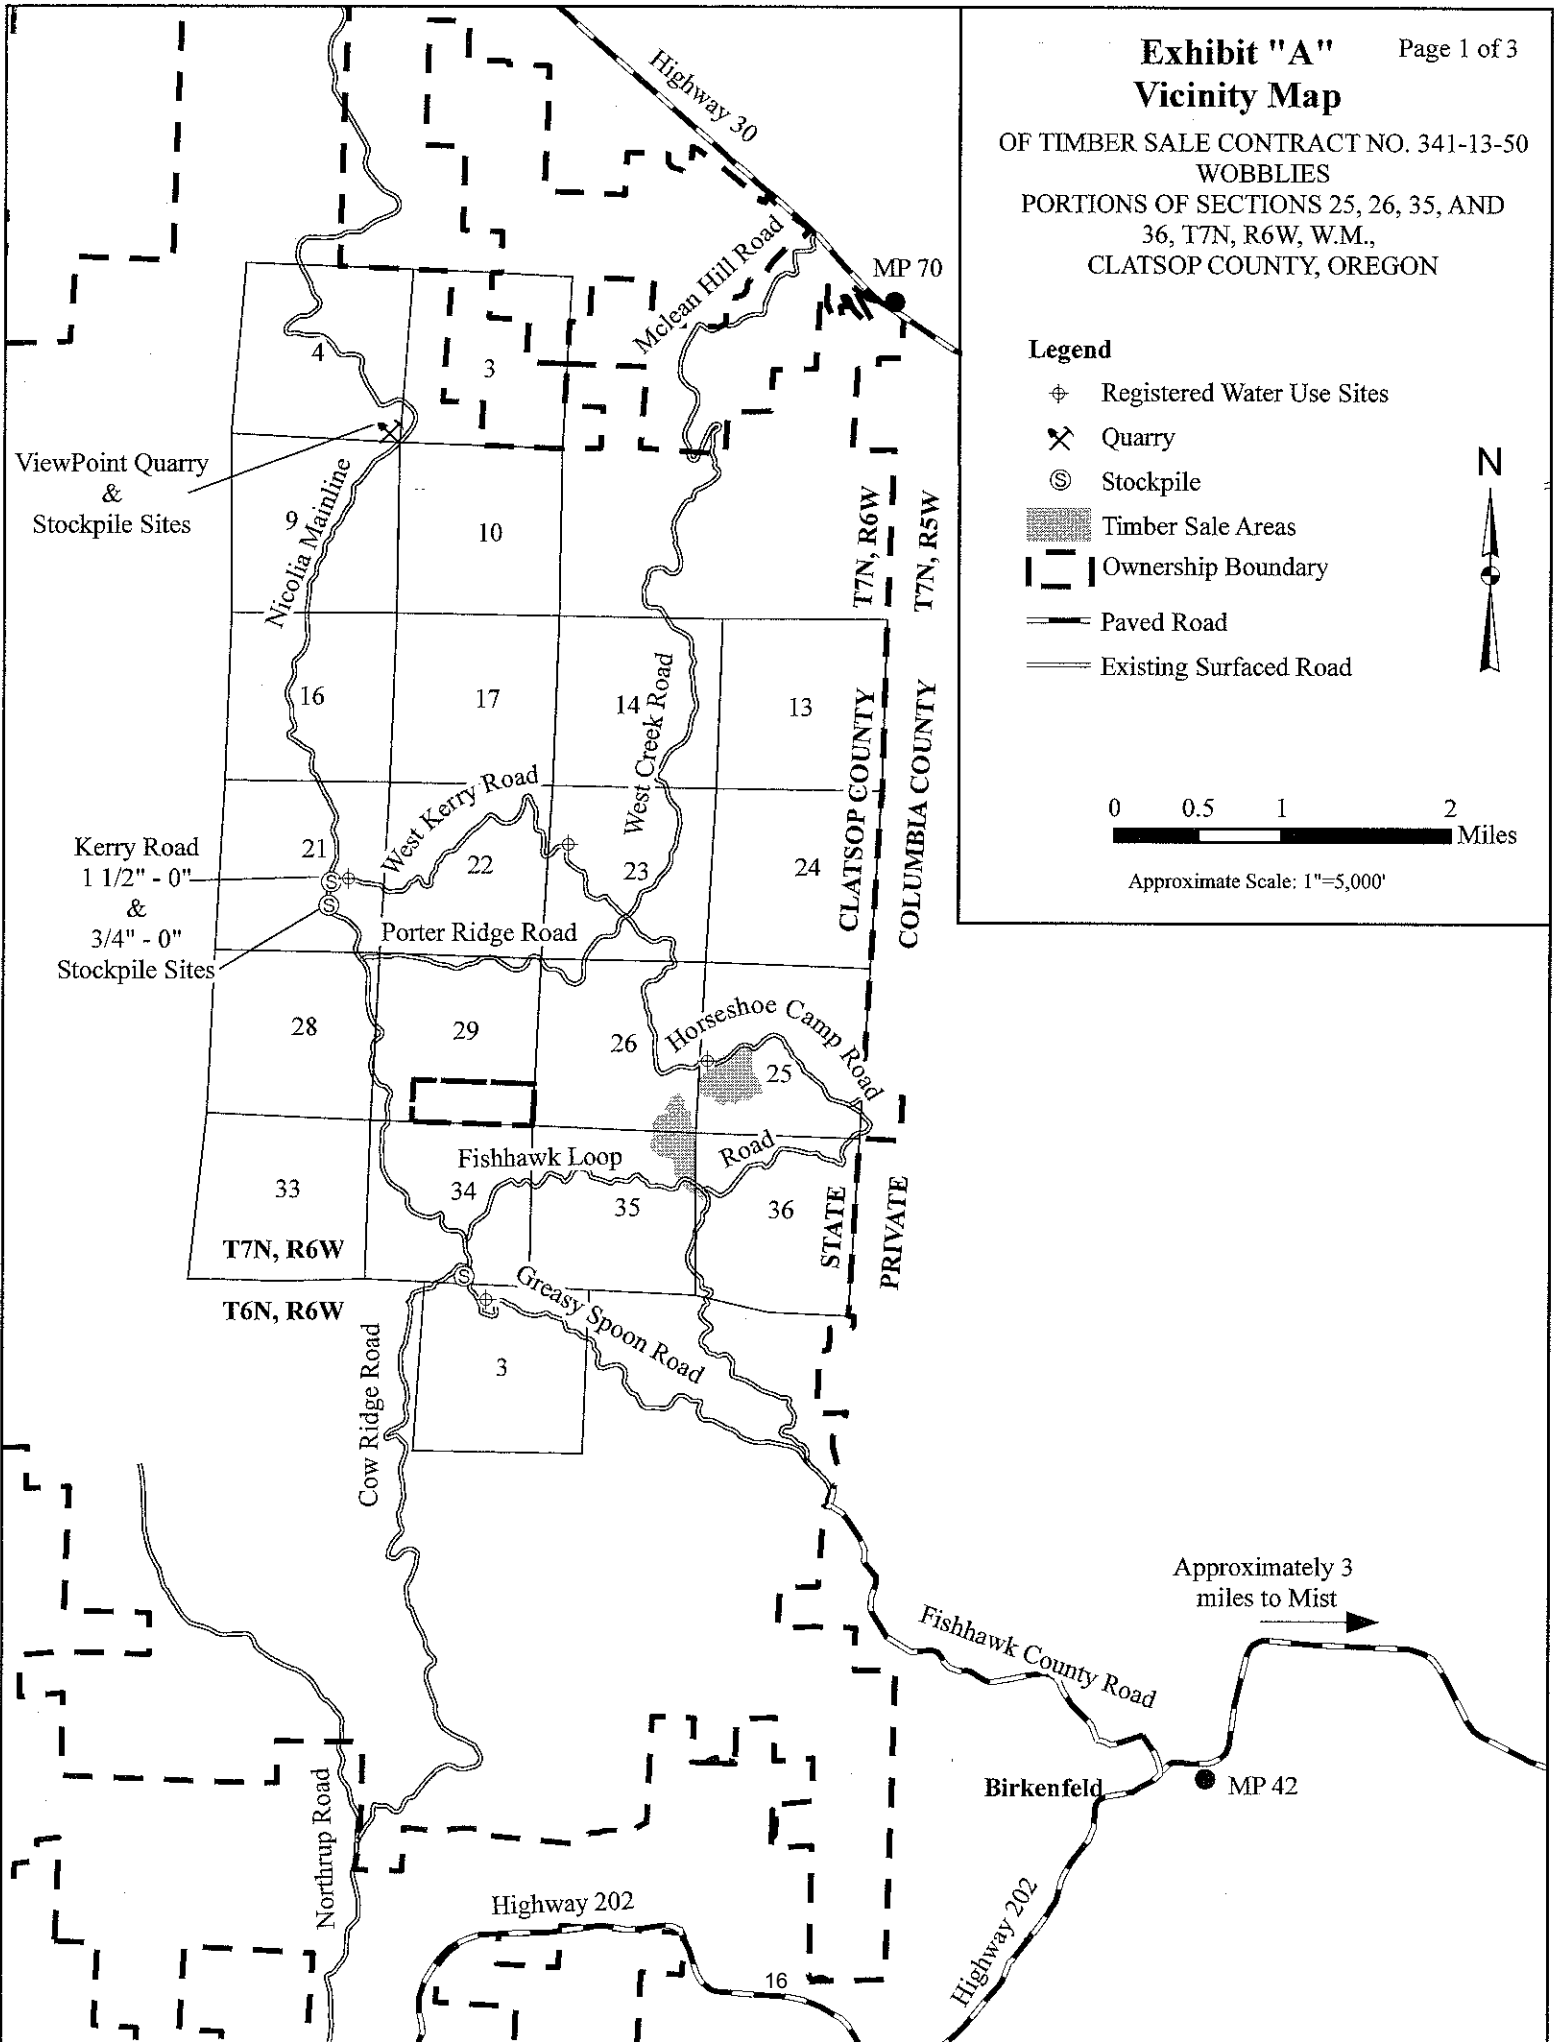 Exhibit "A"
Page 1 of 3
Vicinity Map
OF TIMBER SALE CONTRACT NO. 341-13-50
WOBBLIES
PORTIONS OF SECTIONS 25, 26, 35, AND
36, T7N, R6W, W.M.,
CLATSOP COUNTY, OREGON
Legend
Registered Water Use Sites
Quarry
S Stockpile
Timber Sale Areas
Ownership Boundary
Paved Road
Existing Surfaced Road
N
0 0.5 1 2
Miles
Approximate Scale: 1"=5,000'
Highway 30
Mclean Hill Road
MP 70
4
3
ViewPoint Quarry
&
Stockpile Sites
Nicolia Mainline
9
10
T7N, R6W
T7N, R5W
16
17
14
13
West Creek Road
CLATSOP COUNTY
COLUMBIA COUNTY
West Kerry Road
Kerry Road
1 1/2" - 0"
&
3/4" - 0"
Stockpile Sites
21
22
23
24
S
S
Porter Ridge Road
28
29
26
25
Horseshoe Camp Road
Fishhawk Loop
Road
33
34
35
36
STATE
PRIVATE
T7N, R6W
T6N, R6W
S
Greasy Spoon Road
3
Cow Ridge Road
Approximately 3
miles to Mist
Fishhawk County Road
Birkenfeld
MP 42
Northrup Road
Highway 202
Highway 202
16